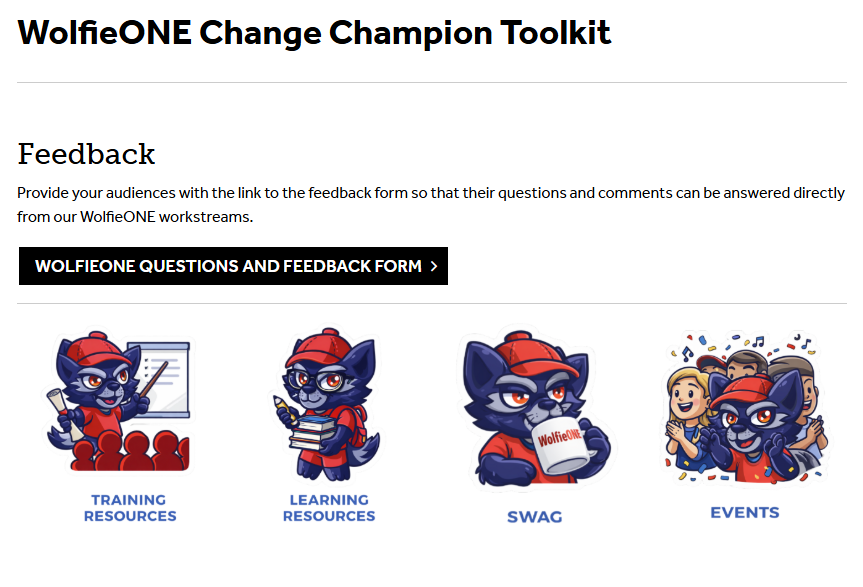 WolfieONE Change Champion Toolkit
Feedback
Provide your audiences with the link to the feedback form so that their questions and comments can be answered directly
from our WolfieONE workstreams.
WOLFIEONE QUESTIONS AND FEEDBACK FORM
WolfieONE
TRAINING
RESOURCES
LEARNING
RESOURCES
SWAG
EVENTS